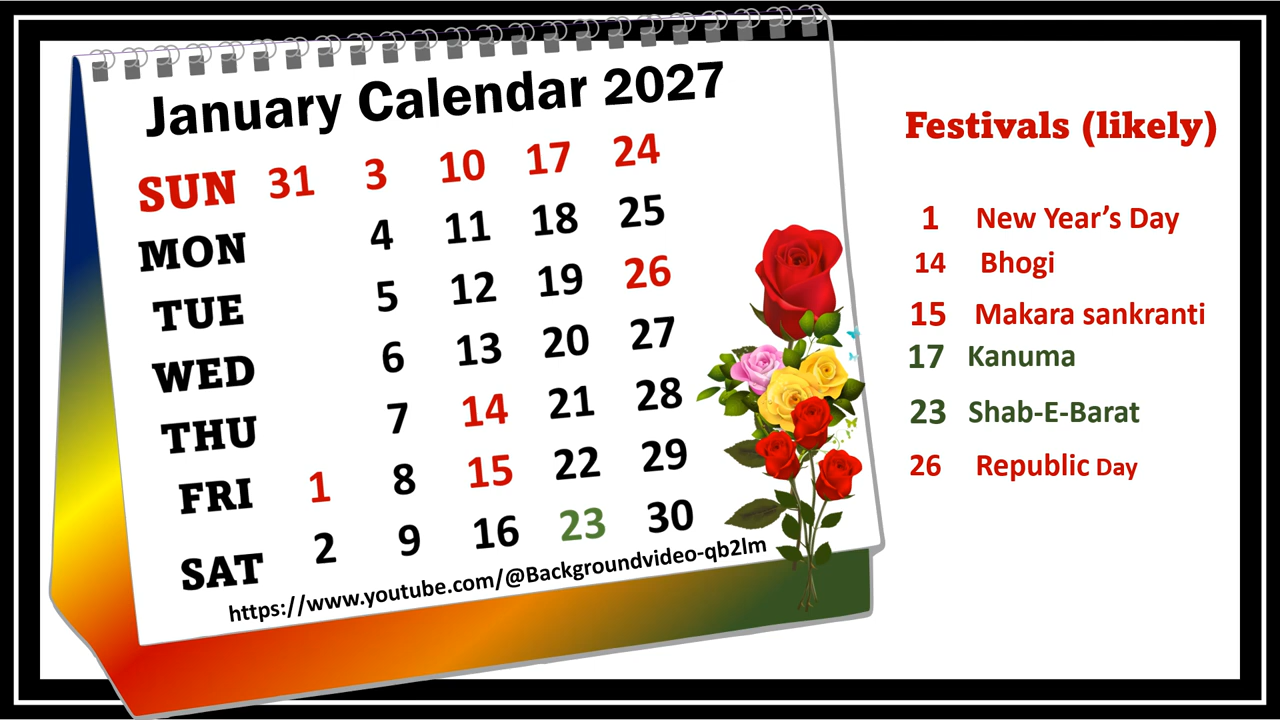 January Calendar 2027
SUN 31 3 10 17 24
MON 4 11 18 25
TUE 5 12 19 26
WED 6 13 20 27
THU 7 14 21 28
FRI 1 8 15 22 29
SAT 2 9 16 23 30
https://www.youtube.com/@Backgroundvideo-qb2lm
Festivals (likely)
1 New Year’s Day
14 Bhogi
15 Makara sankranti
17 Kanuma
23 Shab-E-Barat
26 Republic Day